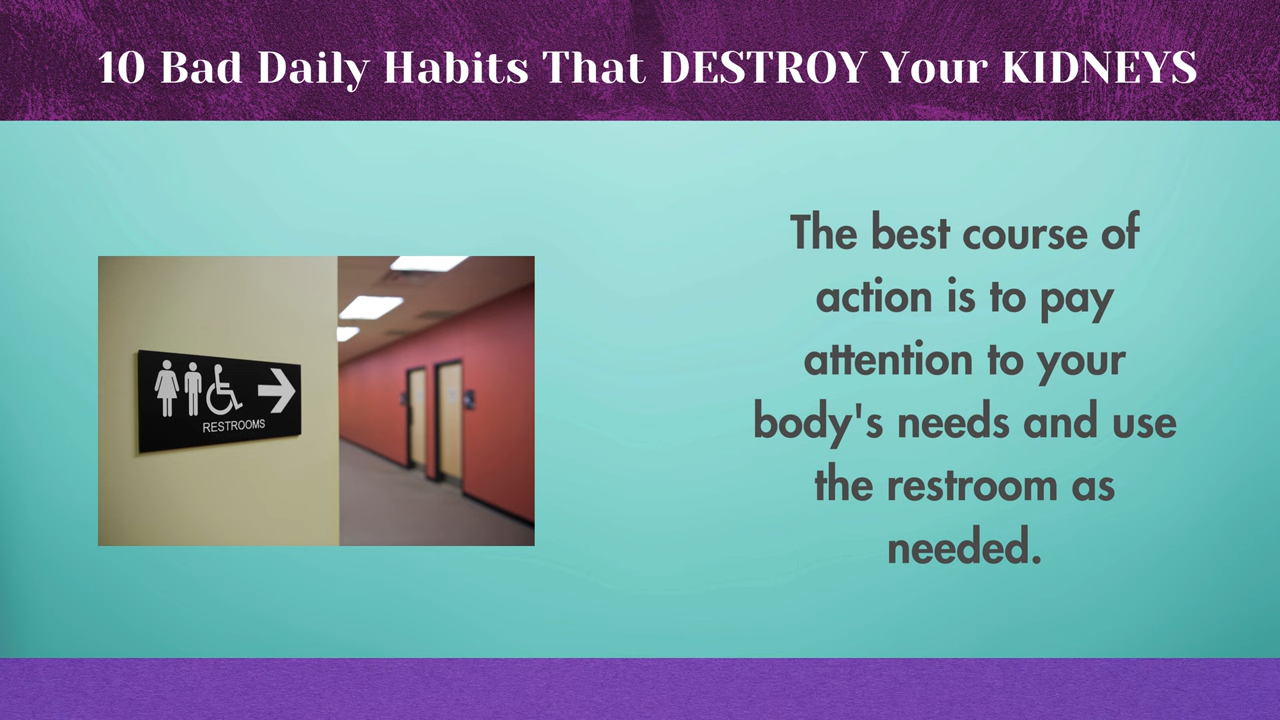 10 Bad Daily Habits That DESTROY Your KIDNEYS
RESTROOMS
The best course of
action is to pay
attention to your
body's needs and use
the restroom as
needed.